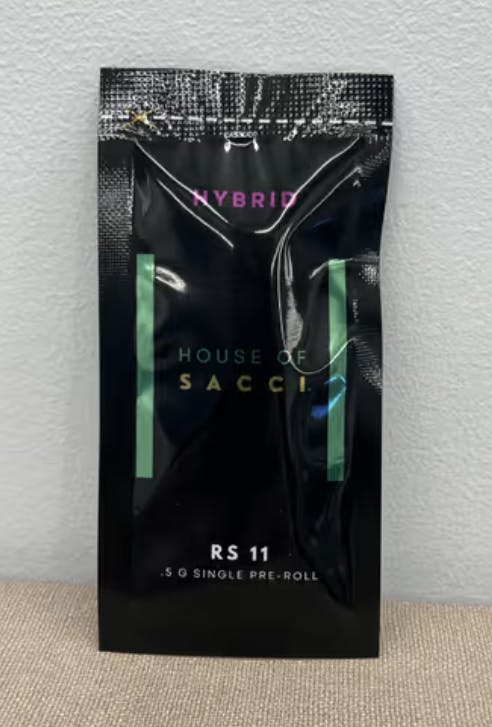 HYBRID
HOUSE OF
SACCI
RS 11
.5 G SINGLE PRE-ROLL